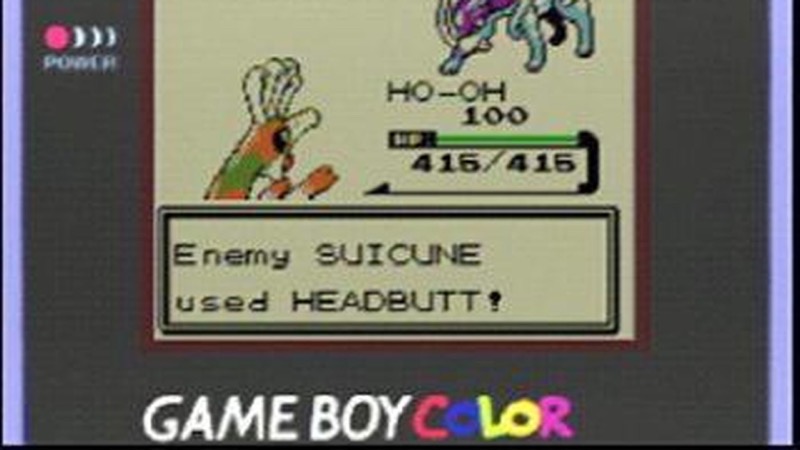 POWER
HO-OH
100
HP
415/415
Enemy SUICUNE
used HEADBUTT!
GAME BOY COLOR